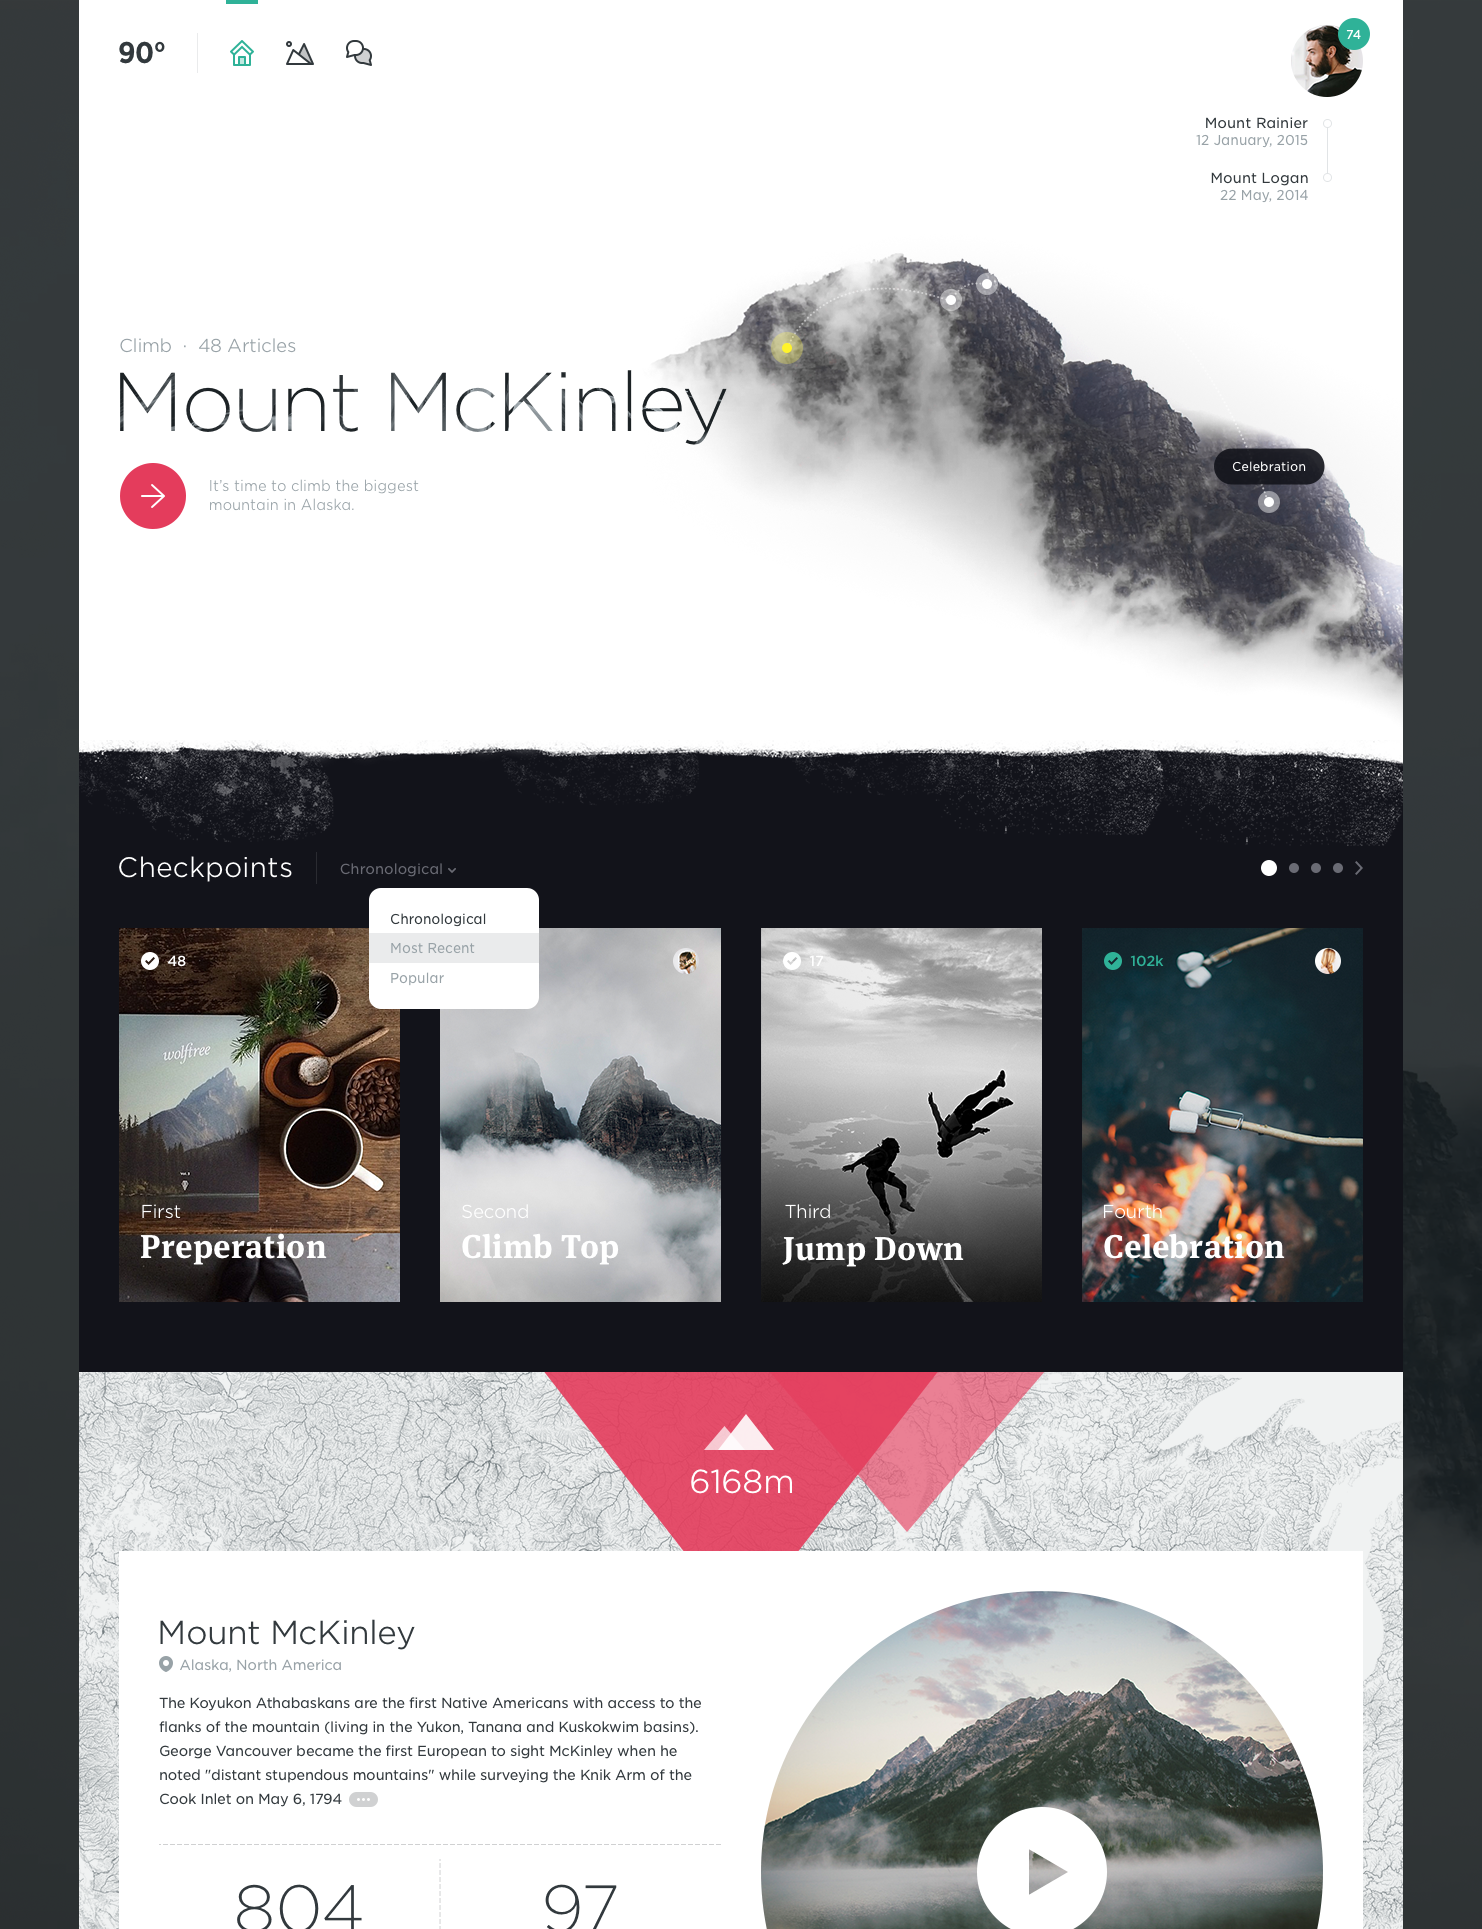 90°
74
Mount Rainier
12 January, 2015
Mount Logan
22 May, 2014
Climb · 48 Articles
Mount McKinley
It's time to climb the biggest
mountain in Alaska.
Celebration
Checkpoints
Chronological
Chronological
Most Recent
Popular
48
wolftree
First
Preperation
Second
Climb Top
17
Third
Jump Down
102k
Fourth
Celebration
6168m
Mount McKinley
Alaska, North America
The Koyukon Athabaskans are the first Native Americans with access to the
flanks of the mountain (living in the Yukon, Tanana and Kuskokwim basins).
George Vancouver became the first European to sight McKinley when he
noted "distant stupendous mountains" while surveying the Knik Arm of the
Cook Inlet on May 6, 1794
804
97